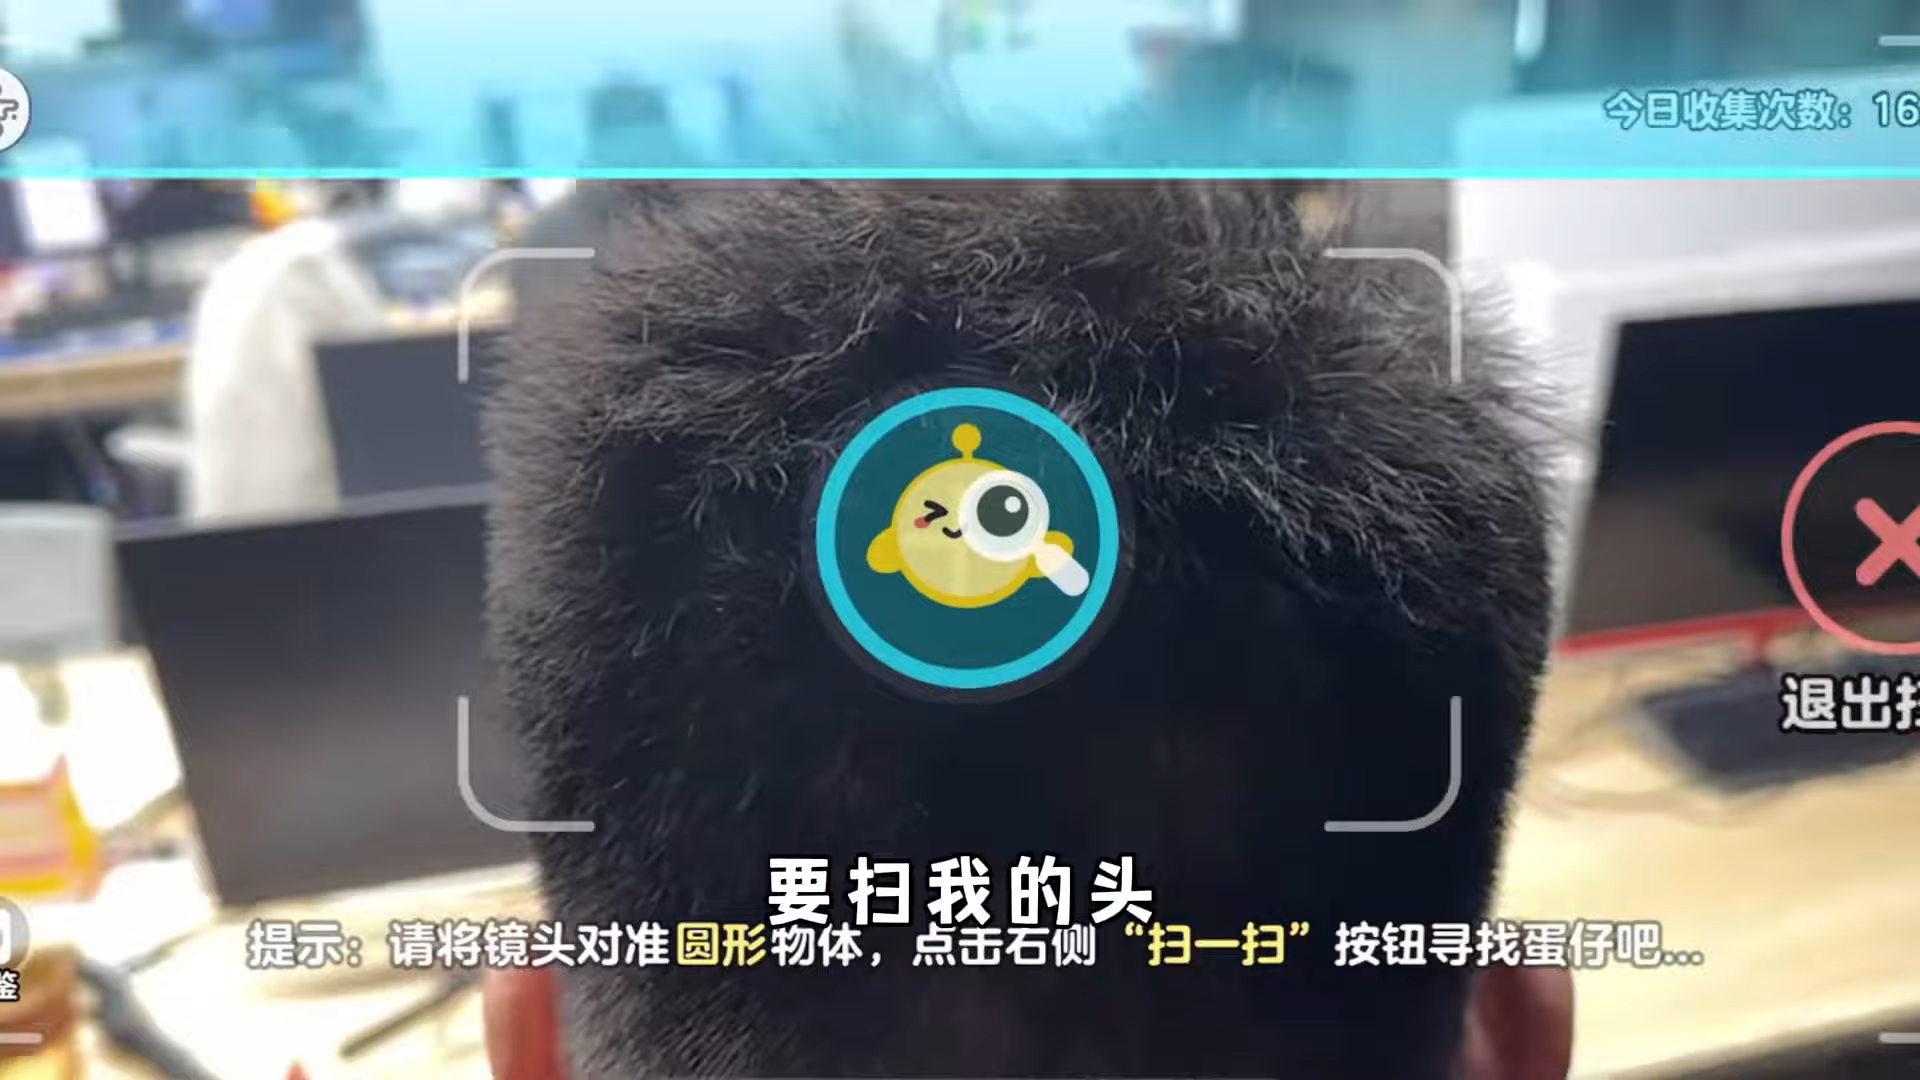 今日收集次数：16
退出扫
要扫我的头
提示：请将镜头对准圆形物体，点击右侧“扫一扫”按钮寻找蛋仔吧...
鉴